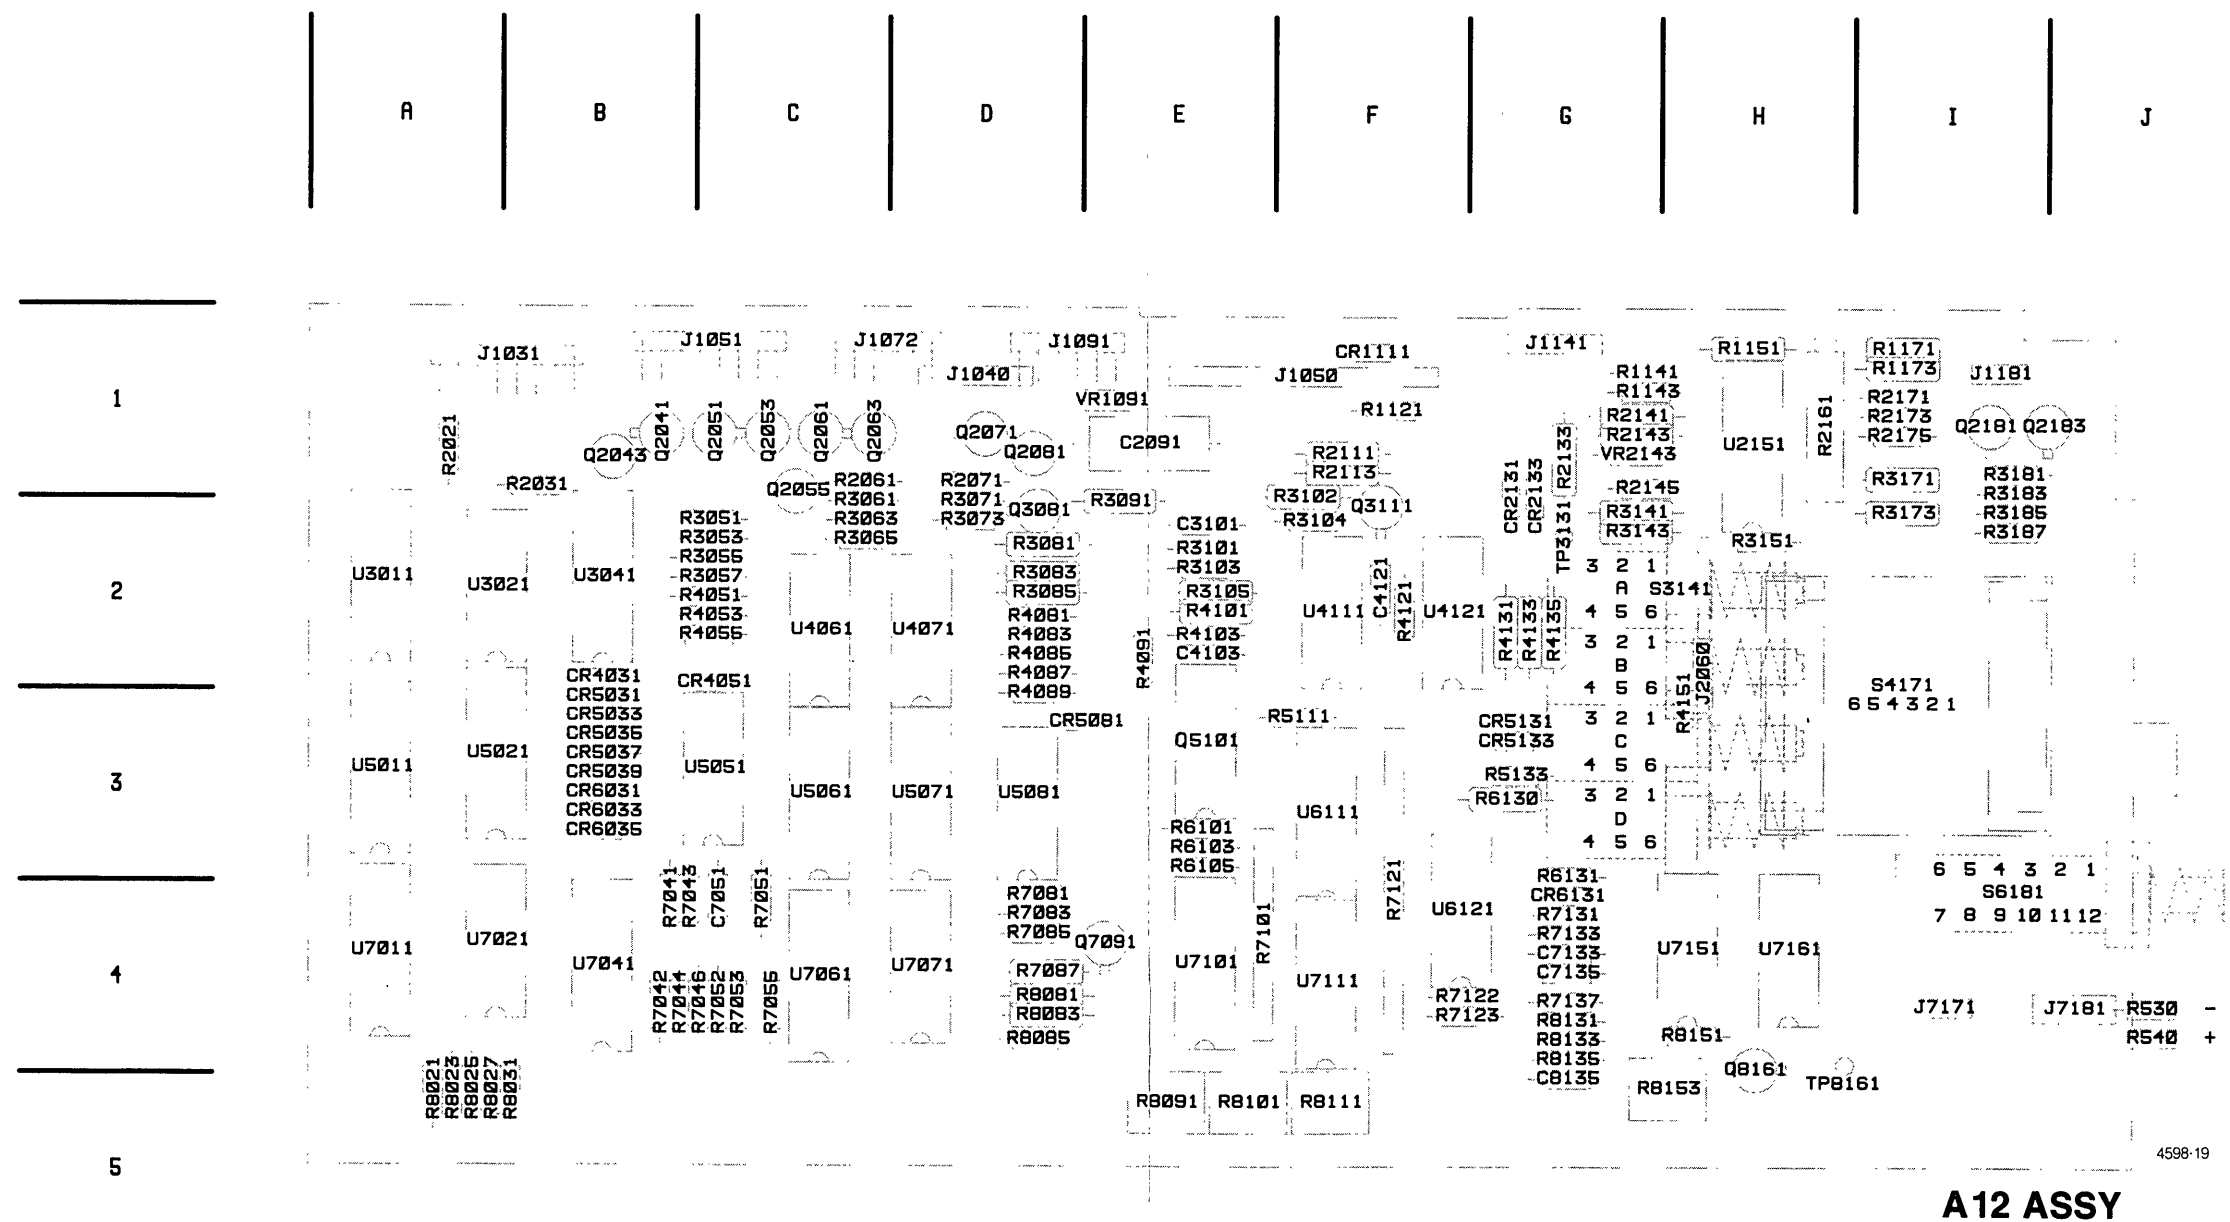 A B C D E F G H I J
1
J1031 J1051 J1072 J1091 J1040 J1050 CR1111 J1141 R1151 R1171
R1173 J1181
VR1091 R1121 R1141
R1143
R2171
R2173
R2175
R2021 Q2043 Q2041 Q2051 Q2053 Q2061 Q2063 Q2071 Q2081 C2091 R2111
R2113
R2133 R2141
R2143
VR2143
U2151 R2161 Q2181 Q2183
R2031 Q2055 R2061
R3061
R3063
R3065
R2071
R3071
R3073
Q3081 R3091 R3102
R3104
Q3111 CR2131 CR2133 TP3131 R2145
R3141
R3143
R3151 R3171
R3173
R3181
R3183
R3185
R3187
2
U3011 U3021 U3041
R3051
R3053
R3055
R3057
R4051
R4053
R4055
U4061 U4071
R3081
R3083
R3085
R4081
R4083
R4085
R4087
R4089
C3101
R3101
R3103
R3105
R4101
R4103
C4103
R4091 U4111 C4121 R4121 U4121 R4131 R4133 R4135
3 2 1
A S3141
4 5 6
3 2 1
B
4 5 6
3 2 1
C
4 5 6
3 2 1
D
4 5 6
R4151 J2060
S4171
6 5 4 3 2 1
3
CR4031
CR5031
CR5033
CR5035
CR5037
CR5039
CR6031
CR6033
CR6035
CR4051
U5011 U5021 U5051 U5061 U5071 U5081 CR5081 Q5101 R5111 U6111
CR5131
CR5133
R5133
R6130
R6101
R6103
R6105
4
R7041 R7043 C7051 R7051
R7081
R7083
R7085
R7101 R7121 U6121
R6131
CR6131
R7131
R7133
C7133
C7135
R7137
R8131
R8133
R8135
C8135
6 5 4 3 2 1
S6181
7 8 9 10 11 12
U7011 U7021 U7041 U7061 U7071 Q7091 U7101 U7111 U7151 U7161
R7042 R7044 R7046 R7052 R7053 C7055
R7087
R8081
R8083
R8085
R7122
R7123
R8151 J7171 J7181 R530 -
R540 +
R8021 R8023 R8025 R8027 R8031
R8091 R8101 R8111 R8153 Q8161 TP8161
5
4598-19
A12 ASSY